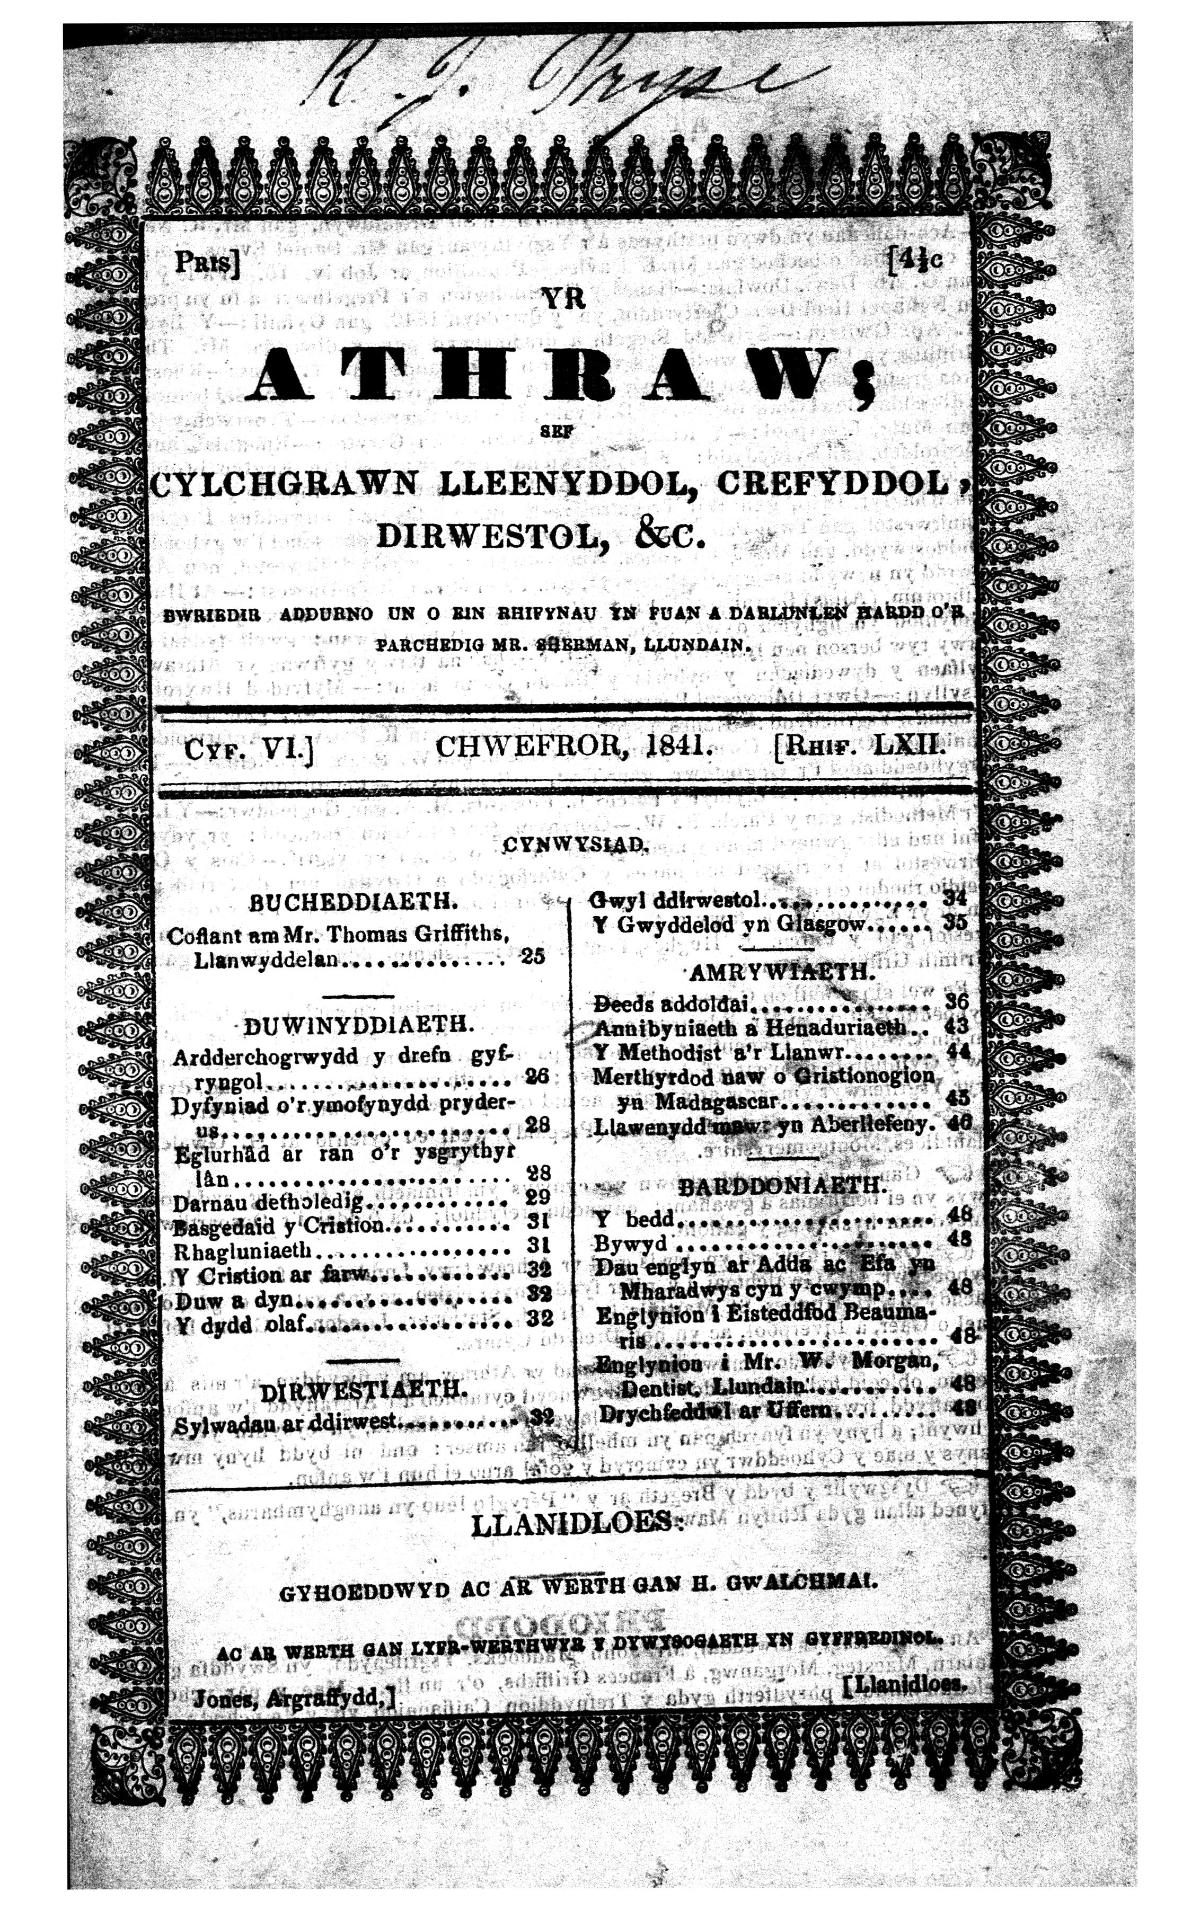 R. J. Pryse
Pris] [4½c
YR
ATHRAW;
SEF
CYLCHGRAWN LLEENYDDOL, CREFYDDOL,
DIRWESTOL, &C.
BWRIEDIR ADDURNO UN O EIN RHIFYNAU YN FUAN A DARLUNLEN HARDD O'R
PARCHEDIG MR. SHERMAN, LLUNDAIN.
Cyf. VI.] CHWEFROR, 1841. [Rhif. LXII.
CYNWYSIAD.
BUCHEDDIAETH.
Cofiant am Mr. Thomas Griffiths,
Llanwyddelan............... 25
DUWINYDDIAETH.
Ardderchogrwydd y drefn gyf-
ryngol...................... 26
Dyfyniad o'r ymofynydd pryder-
us.......................... 28
Eglurhâd ar ran o'r ysgrythyr
lân......................... 28
Darnau detholedig............. 29
Basgedaid y Cristion........... 31
Rhagluniaeth.................. 31
Y Cristion ar farw............. 32
Duw a dyn.................... 32
Y dydd olaf................... 32
DIRWESTIAETH.
Sylwadau ar ddirwest........... 32
Gwyl ddirwestol............... 34
Y Gwyddelod yn Glasgow...... 35
AMRYWIAETH.
Deeds addoldai................ 36
Annibyniaeth a Henaduriaeth.. 43
Y Methodist a'r Llanwr........ 44
Merthyrdod naw o Gristionogion
yn Madagascar............. 45
Llawenydd mawr yn Aberllefeny. 46
BARDDONIAETH.
Y bedd....................... 48
Bywyd....................... 48
Dau englyn ar Adda ac Efa yn
Mharadwys cyn y cwymp.... 48
Englynion i Eisteddfod Beauma-
ris......................... 48
Englynion i Mr. W. Morgan,
Dentist, Llundain........... 48
Drychfeddwl ar Uffern......... 48
LLANIDLOES:
GYHOEDDWYD AC AR WERTH GAN H. GWALCHMAI.
AC AR WERTH GAN LYFR-WERTHWYR Y DYWYSOGAETH YN GYFFREDINOL.
Jones, Argraffydd,] [Llanidloes.